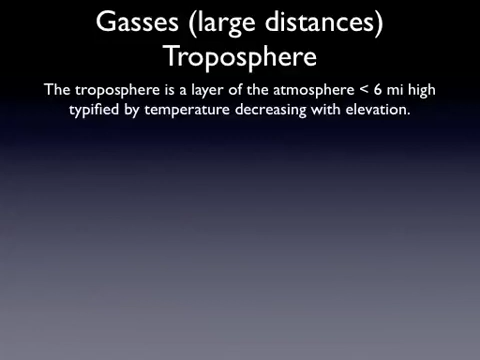 Gasses (large distances)
Troposphere
The troposphere is a layer of the atmosphere < 6 mi high
typified by temperature decreasing with elevation.